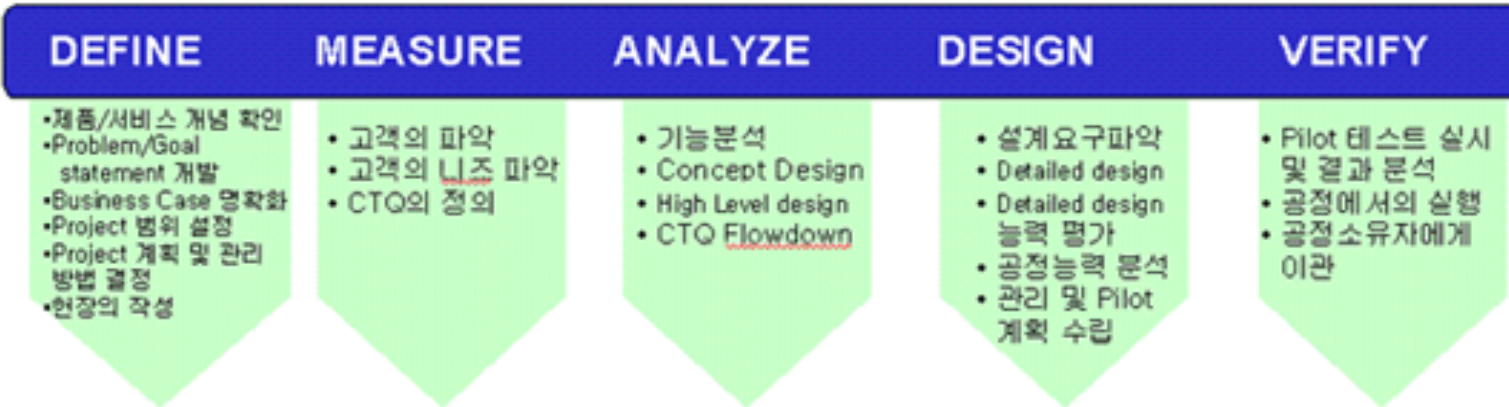 DEFINE MEASURE ANALYZE DESIGN VERIFY
•제품/서비스 개념 확인
•Problem/Goal
statement 개발
•Business Case 명확화
•Project 범위 설정
•Project 계획 및 관리
방법 결정
•헌장의 작성
• 고객의 파악
• 고객의 니즈 파악
• CTQ의 정의
• 기능분석
• Concept Design
• High Level design
• CTQ Flowdown
• 설계요구파악
• Detailed design
• Detailed design
능력 평가
• 공정능력 분석
• 관리 및 Pilot
계획 수립
• Pilot 테스트 실시
및 결과 분석
• 공정에서의 실행
• 공정소유자에게
이관